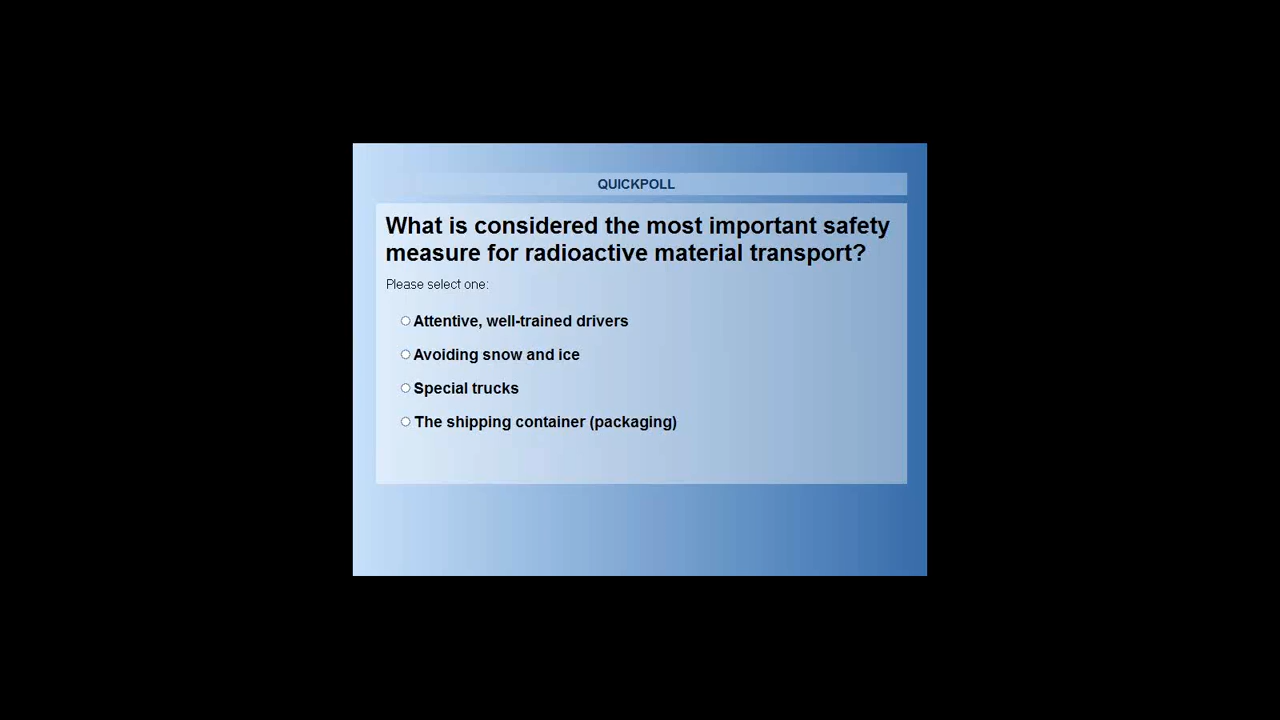 QUICKPOLL
What is considered the most important safety
measure for radioactive material transport?
Please select one:
Attentive, well-trained drivers
Avoiding snow and ice
Special trucks
The shipping container (packaging)